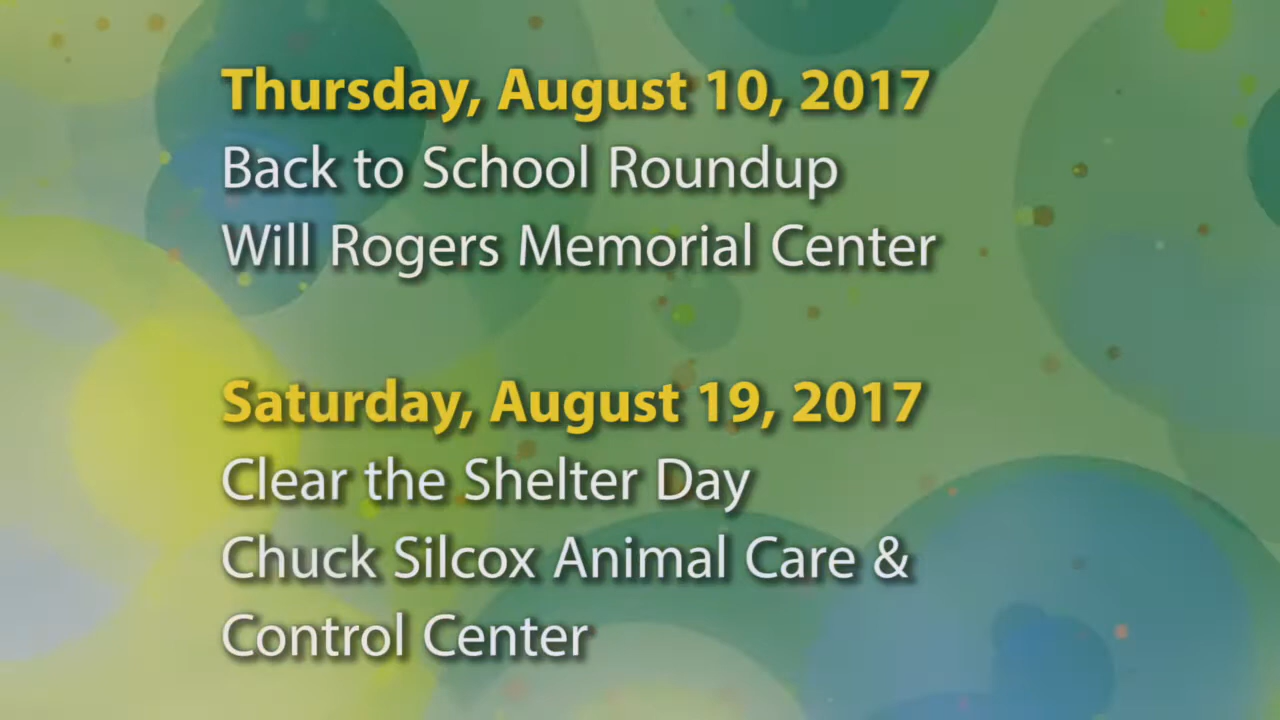 Thursday, August 10, 2017
Back to School Roundup
Will Rogers Memorial Center
Saturday, August 19, 2017
Clear the Shelter Day
Chuck Silcox Animal Care &
Control Center